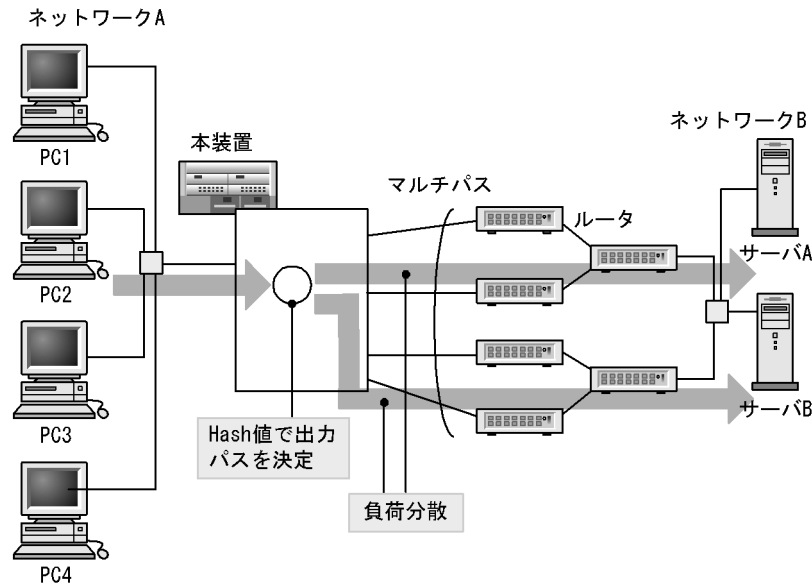 ネットワークA
PC1
PC2
PC3
PC4
本装置
Hash値で出力
パスを決定
マルチパス
負荷分散
ルータ
ネットワークB
サーバA
サーバB